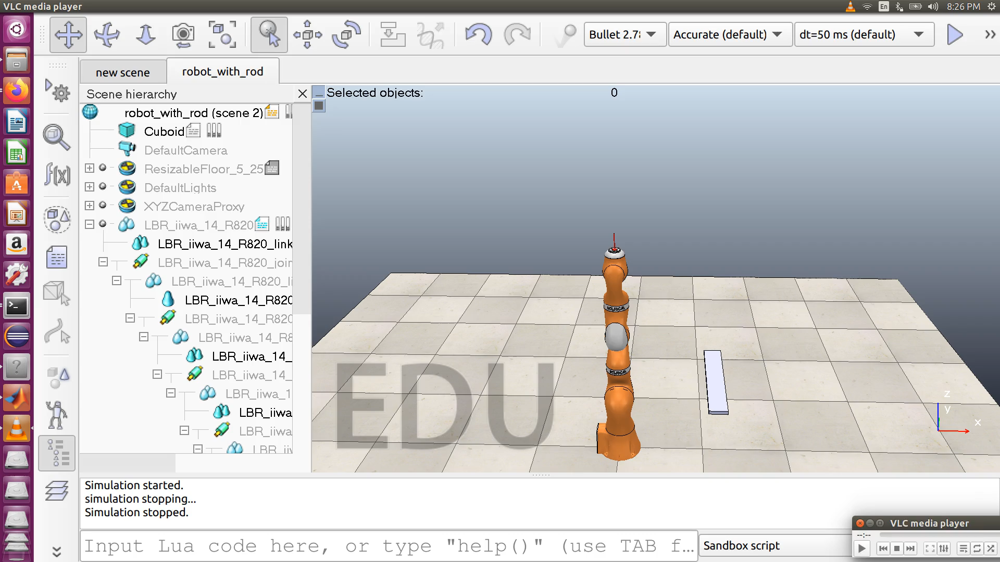 VLC media player
En
8:26 PM
Bullet 2.7
Accurate (default)
dt=50 ms (default)
new scene
robot_with_rod
Scene hierarchy
Selected objects:
0
robot_with_rod (scene 2)
Cuboid
DefaultCamera
ResizableFloor_5_25
DefaultLights
XYZCameraProxy
LBR_iiwa_14_R820
LBR_iiwa_14_R820_link
LBR_iiwa_14_R820_join
LBR_iiwa_14_R820_li
LBR_iiwa_14_R820
LBR_iiwa_14_R820
LBR_iiwa_14_R8
LBR_iiwa_14_
LBR_iiwa_14_
LBR_iiwa_1
LBR_iiwa
LBR_iiwa
LBR_ii
f(x)
KUKA
KUKA
EDU
z
y
x
Simulation started.
simulation stopping...
Simulation stopped.
Input Lua code here, or type "help()" (use TAB f...
Sandbox script
VLC media player
--:--